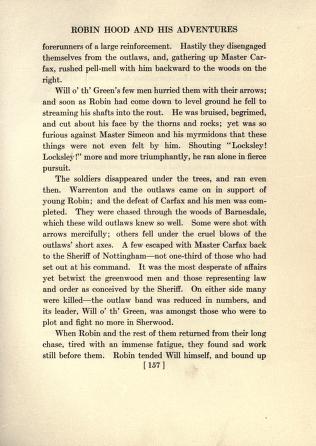 ROBIN HOOD AND HIS ADVENTURES
forerunners of a large reinforcement. Hastily they disengaged
themselves from the outlaws, and, gathering up Master Car-
fax, rushed pell-mell with him backward to the woods on the
right.
Will o' th' Green's few men hurried them with their arrows;
and soon as Robin had come down to level ground he fell to
streaming his shafts into the rout. He was bruised, begrimed,
and cut about his face by the thorns and rocks; yet was so
furious against Master Simeon and his myrmidons that these
things were not even felt by him. Shouting "Locksley!
Locksley!" more and more triumphantly, he ran alone in fierce
pursuit.
The soldiers disappeared under the trees, and ran even
then. Warrenton and the outlaws came on in support of
young Robin; and the defeat of Carfax and his men was com-
pleted. They were chased through the woods of Barnesdale,
which these wild outlaws knew so well. Some were shot with
arrows mercifully; others fell under the cruel blows of the
outlaws' short axes. A few escaped with Master Carfax back
to the Sheriff of Nottingham—not one-third of those who had
set out at his command. It was the most desperate of affairs
yet betwixt the greenwood men and those representing law
and order as conceived by the Sheriff. On either side many
were killed—the outlaw band was reduced in numbers, and
its leader, Will o' th' Green, was amongst those who were to
plot and fight no more in Sherwood.
When Robin and the rest of them returned from their long
chase, tired with an immense fatigue, they found sad work
still before them. Robin tended Will himself, and bound up
[ 157 ]